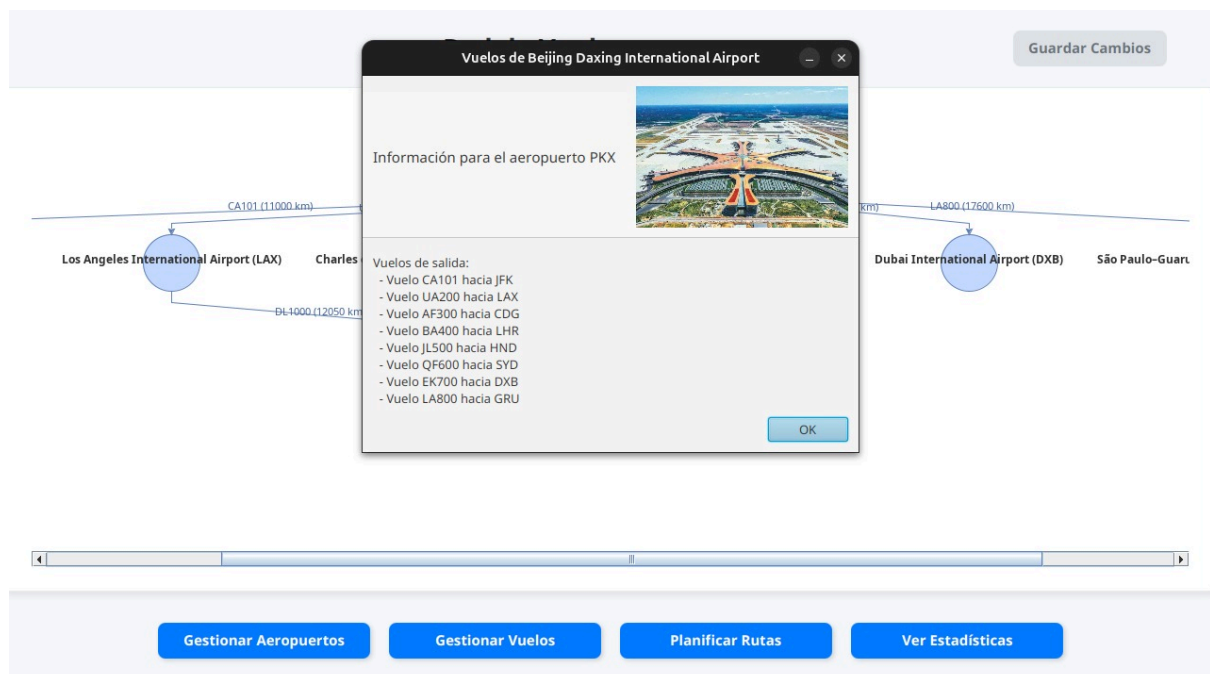 Guardar Cambios
Vuelos de Beijing Daxing International Airport
Información para el aeropuerto PKX
CA101 (11000 km)
km)
LA800 (17600 km)
Los Angeles International Airport (LAX)
Charles
Dubai International Airport (DXB)
São Paulo-Guaru
DL1000 (12050 km
Vuelos de salida:
- Vuelo CA101 hacia JFK
- Vuelo UA200 hacia LAX
- Vuelo AF300 hacia CDG
- Vuelo BA400 hacia LHR
- Vuelo JL500 hacia HND
- Vuelo QF600 hacia SYD
- Vuelo EK700 hacia DXB
- Vuelo LA800 hacia GRU
OK
Gestionar Aeropuertos
Gestionar Vuelos
Planificar Rutas
Ver Estadísticas